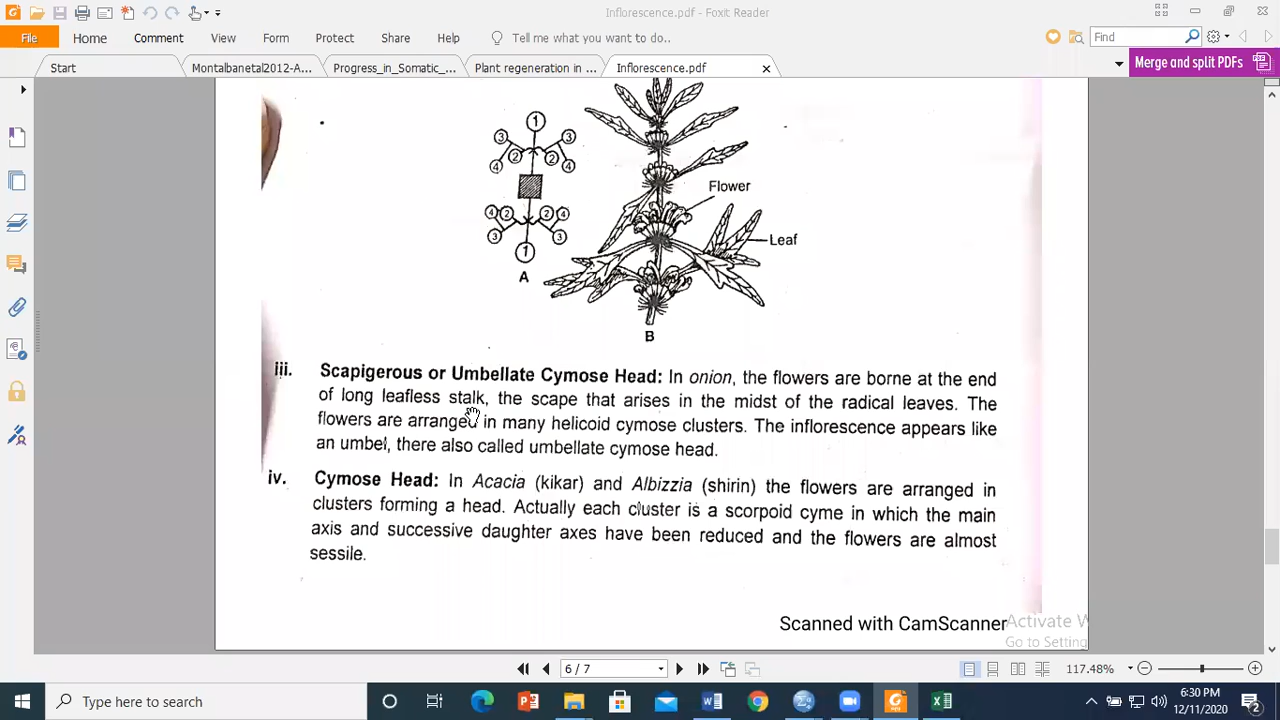 Inflorescence.pdf - Foxit Reader
File Home Comment View Form Protect Share Help Tell me what you want to do.. Find
Start Montalbanetal2012-A... Progress_in_Somatic_... Plant regeneration in ... Inflorescence.pdf Merge and split PDFs
1
3 3
4 2 2 4
Flower
4 2 2 4
3 3
Leaf
1
A
B
iii. Scapigerous or Umbellate Cymose Head: In onion, the flowers are borne at the end
of long leafless stalk, the scape that arises in the midst of the radical leaves. The
flowers are arranged in many helicoid cymose clusters. The inflorescence appears like
an umbel, there also called umbellate cymose head.
iv. Cymose Head: In Acacia (kikar) and Albizzia (shirin) the flowers are arranged in
clusters forming a head. Actually each cluster is a scorpoid cyme in which the main
axis and successive daughter axes have been reduced and the flowers are almost
sessile.
Scanned with CamScanner
Activate W
Go to Setting
6 / 7 117.48%
Type here to search
6:30 PM
12/11/2020
2